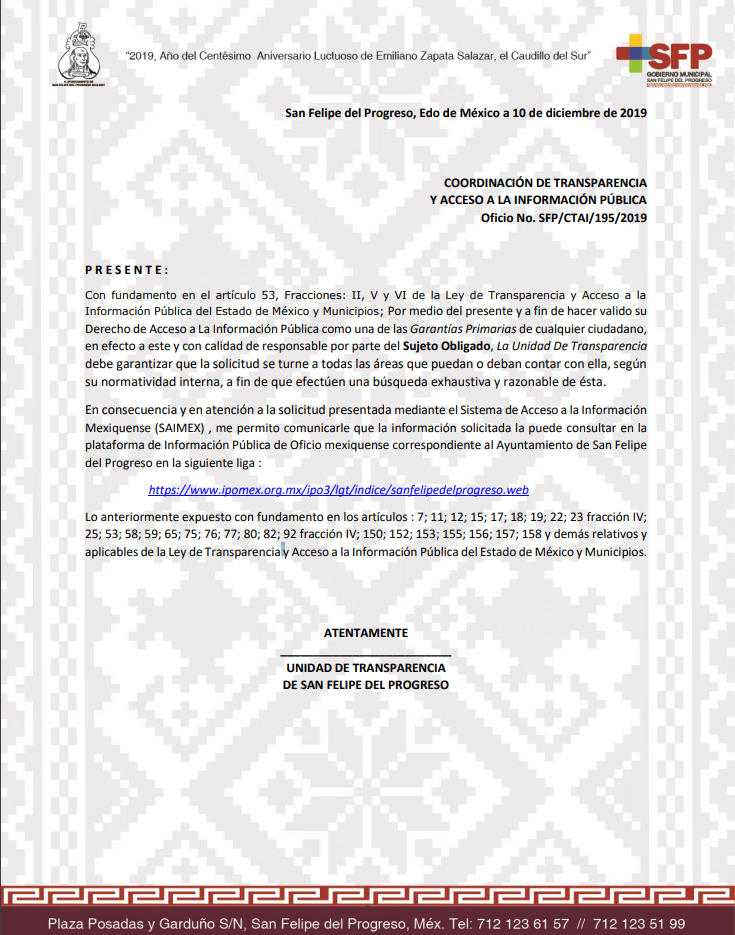 "2019, Año del Centésimo Aniversario Luctuoso de Emiliano Zapata Salazar, el Caudillo del Sur"
SFP
GOBIERNO MUNICIPAL
SAN FELIPE DEL PROGRESO
San Felipe del Progreso, Edo de México a 10 de diciembre de 2019
COORDINACIÓN DE TRANSPARENCIA
Y ACCESO A LA INFORMACIÓN PÚBLICA
Oficio No. SFP/CTAI/195/2019
P R E S E N T E :
Con fundamento en el artículo 53, Fracciones: II, V y VI de la Ley de Transparencia y Acceso a la
Información Pública del Estado de México y Municipios; Por medio del presente y a fin de hacer valido su
Derecho de Acceso a La Información Pública como una de las Garantías Primarias de cualquier ciudadano,
en efecto a este y con calidad de responsable por parte del Sujeto Obligado, La Unidad De Transparencia
debe garantizar que la solicitud se turne a todas las áreas que puedan o deban contar con ella, según
su normatividad interna, a fin de que efectúen una búsqueda exhaustiva y razonable de ésta.
En consecuencia y en atención a la solicitud presentada mediante el Sistema de Acceso a la Información
Mexiquense (SAIMEX) , me permito comunicarle que la información solicitada la puede consultar en la
plataforma de Información Pública de Oficio mexiquense correspondiente al Ayuntamiento de San Felipe
del Progreso en la siguiente liga :
https://www.ipomex.org.mx/ipo3/lgt/indice/sanfelipedelprogreso.web
Lo anteriormente expuesto con fundamento en los artículos : 7; 11; 12; 15; 17; 18; 19; 22; 23 fracción IV;
25; 53; 58; 59; 65; 75; 76; 77; 80; 82; 92 fracción IV; 150; 152; 153; 155; 156; 157; 158 y demás relativos y
aplicables de la Ley de Transparencia y Acceso a la Información Pública del Estado de México y Municipios.
ATENTAMENTE
UNIDAD DE TRANSPARENCIA
DE SAN FELIPE DEL PROGRESO
Plaza Posadas y Garduño S/N, San Felipe del Progreso, Méx. Tel: 712 123 61 57 // 712 123 51 99